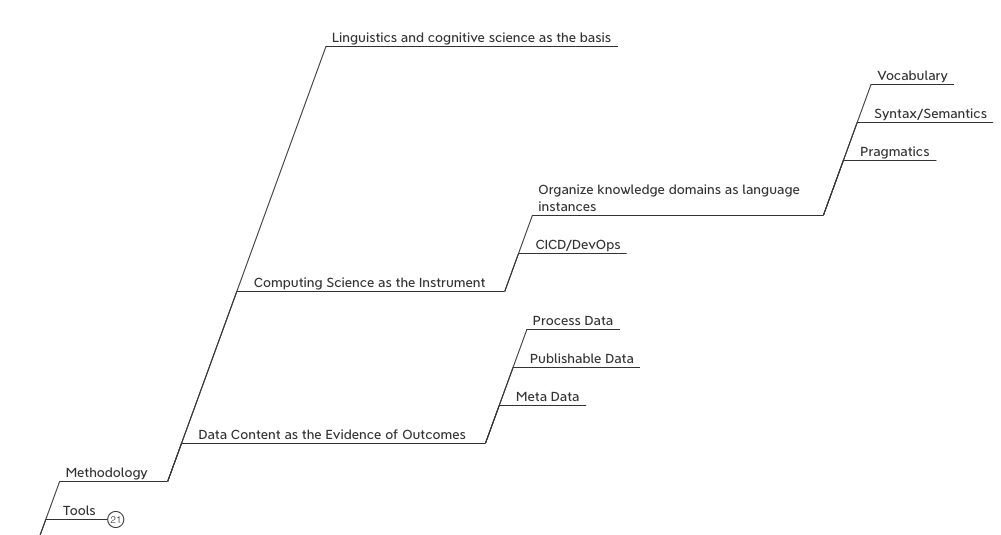 Linguistics and cognitive science as the basis
Vocabulary
Syntax/Semantics
Pragmatics
Organize knowledge domains as language
instances
CICD/DevOps
Computing Science as the Instrument
Process Data
Publishable Data
Meta Data
Data Content as the Evidence of Outcomes
Methodology
Tools 21